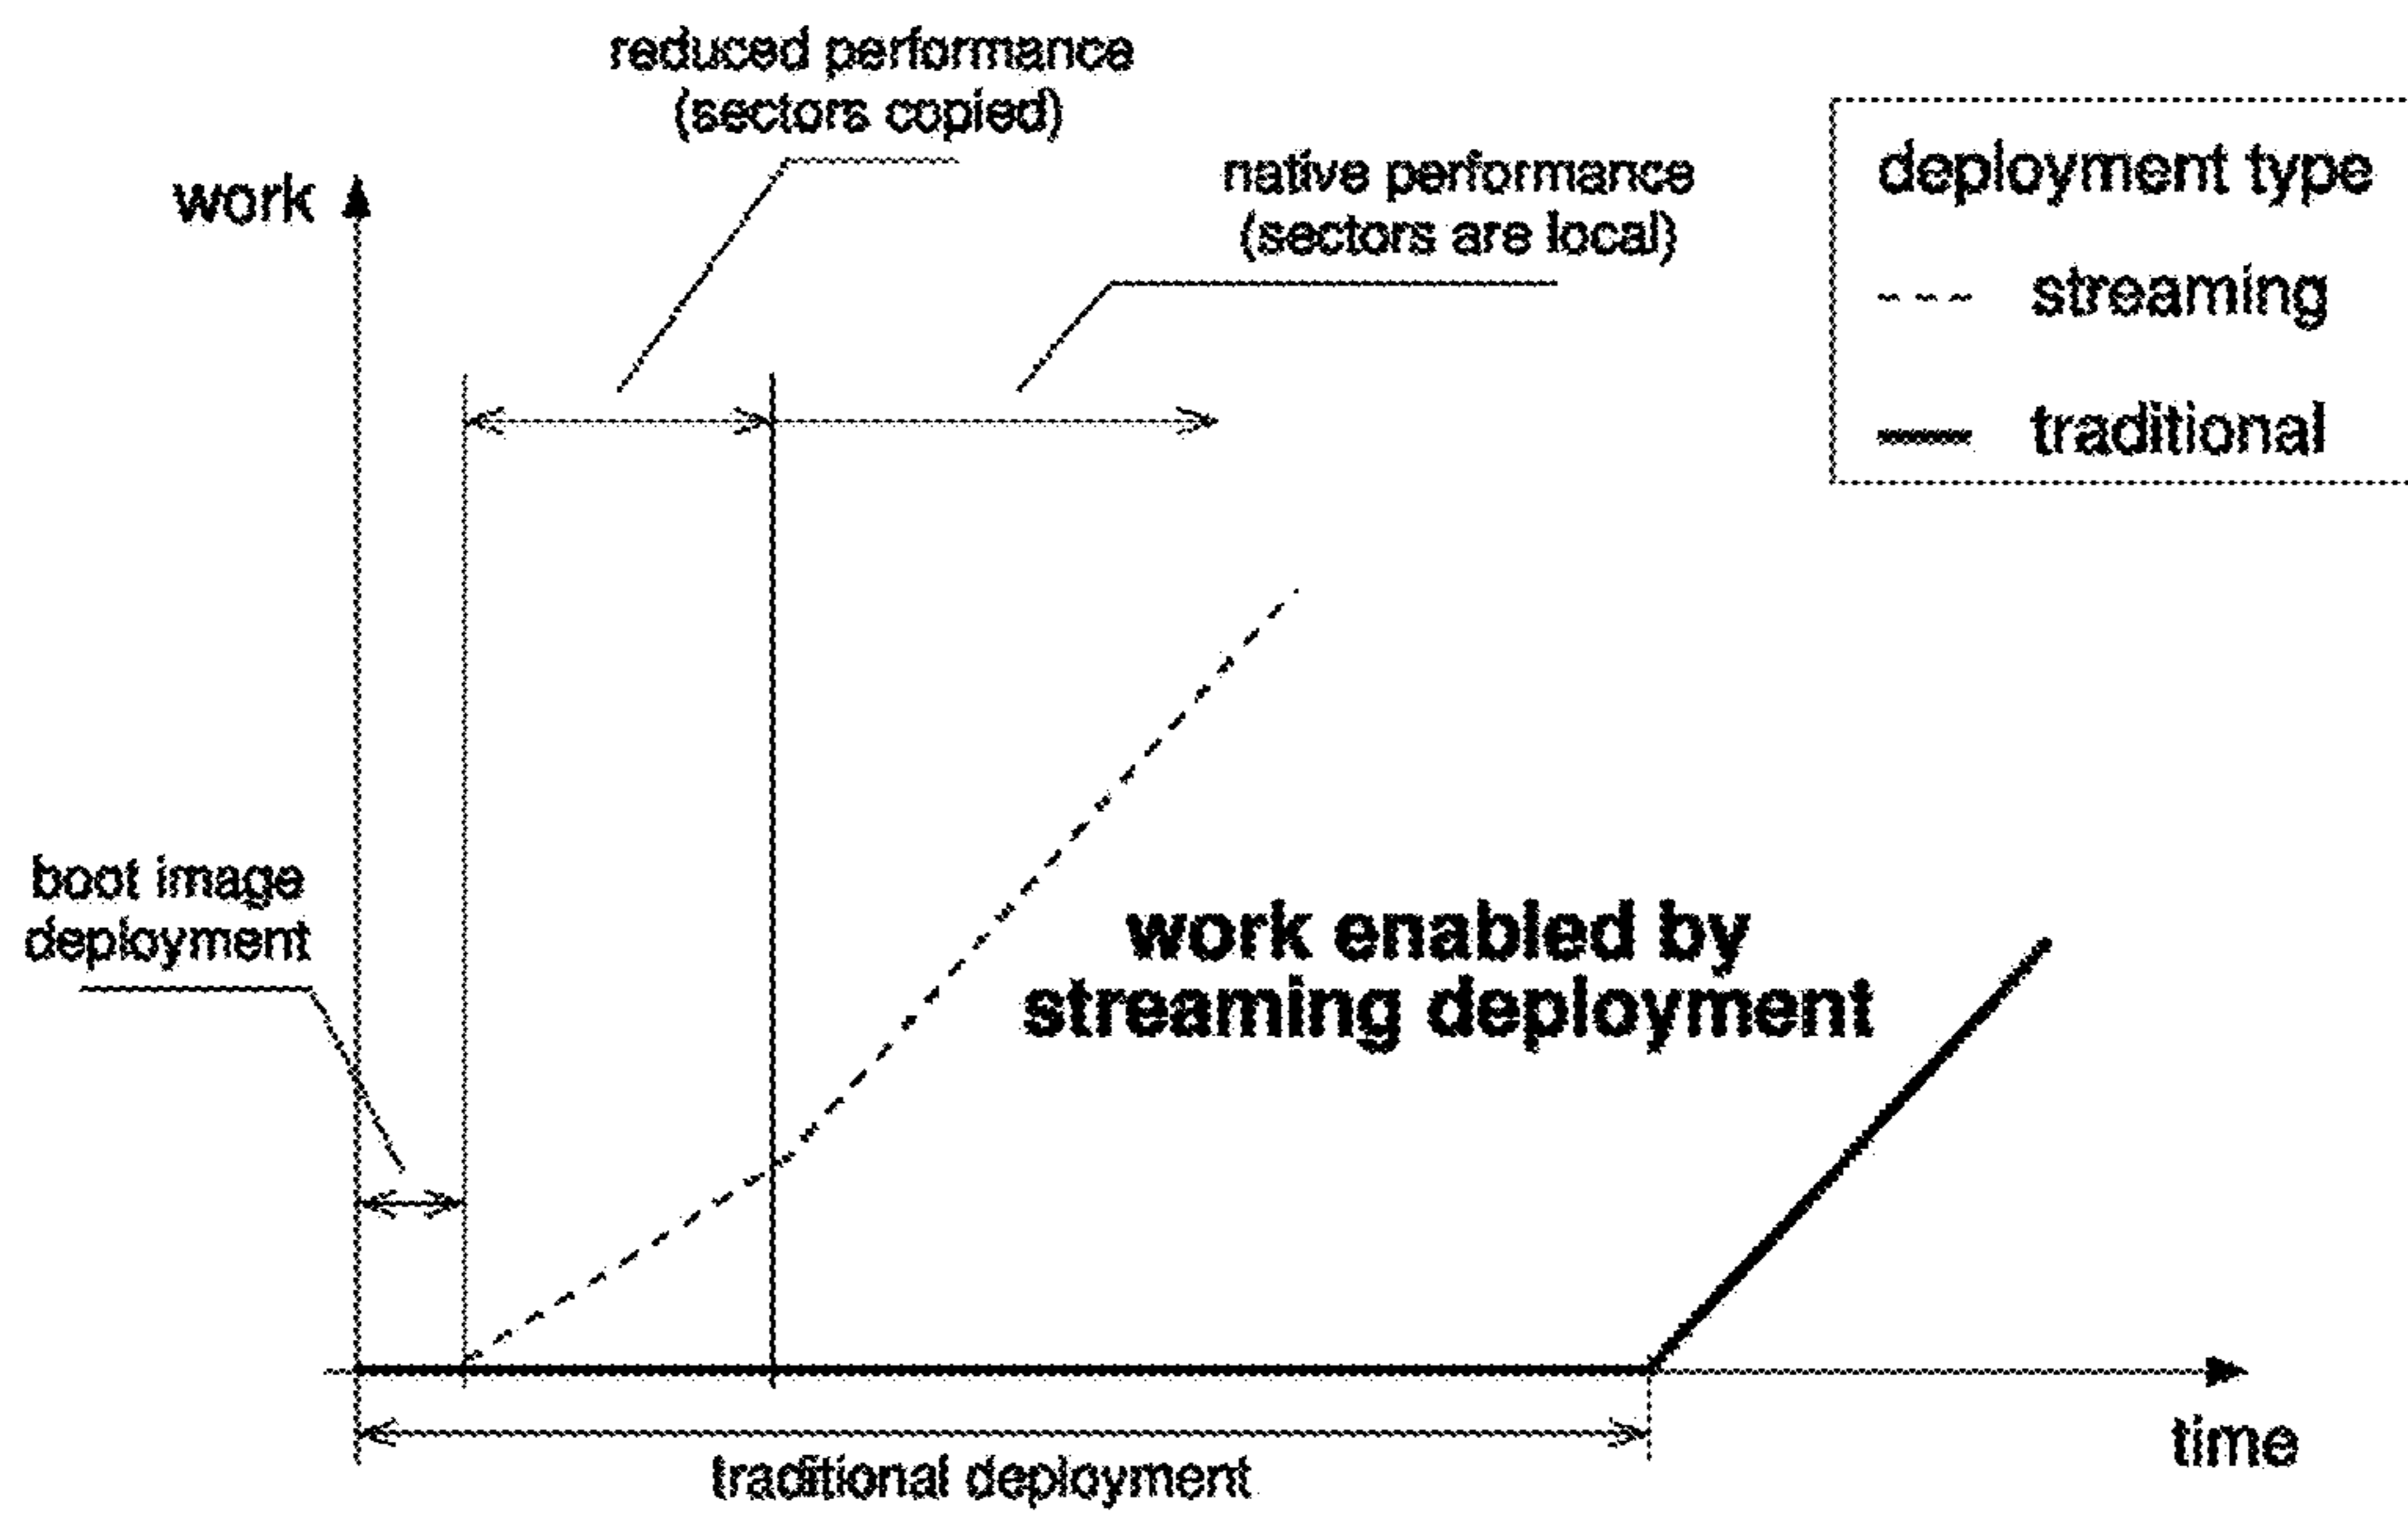 reduced performance
(sectors copied)
work
native performance
(sectors are local)
deployment type
streaming
traditional
boot image
deployment
work enabled by
streaming deployment
time
traditional deployment